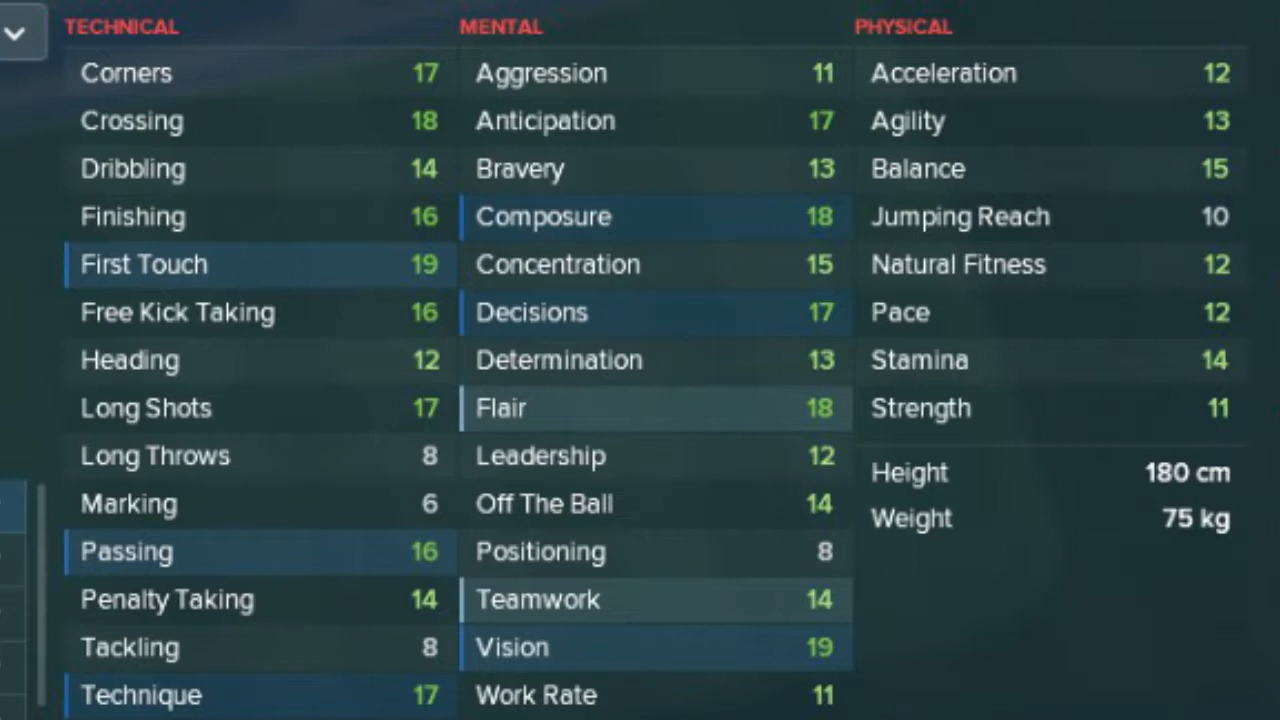 TECHNICAL MENTAL PHYSICAL
Corners 17 Aggression 11 Acceleration 12
Crossing 18 Anticipation 17 Agility 13
Dribbling 14 Bravery 13 Balance 15
Finishing 16 Composure 18 Jumping Reach 10
First Touch 19 Concentration 15 Natural Fitness 12
Free Kick Taking 16 Decisions 17 Pace 12
Heading 12 Determination 13 Stamina 14
Long Shots 17 Flair 18 Strength 11
Long Throws 8 Leadership 12 Height 180 cm
Marking 6 Off The Ball 14 Weight 75 kg
Passing 16 Positioning 8
Penalty Taking 14 Teamwork 14
Tackling 8 Vision 19
Technique 17 Work Rate 11